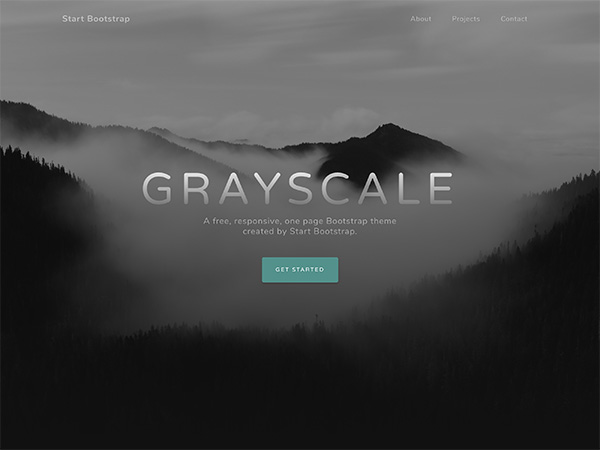 Start Bootstrap
About Projects Contact
GRAYSCALE
A free, responsive, one page Bootstrap theme
created by Start Bootstrap.
GET STARTED